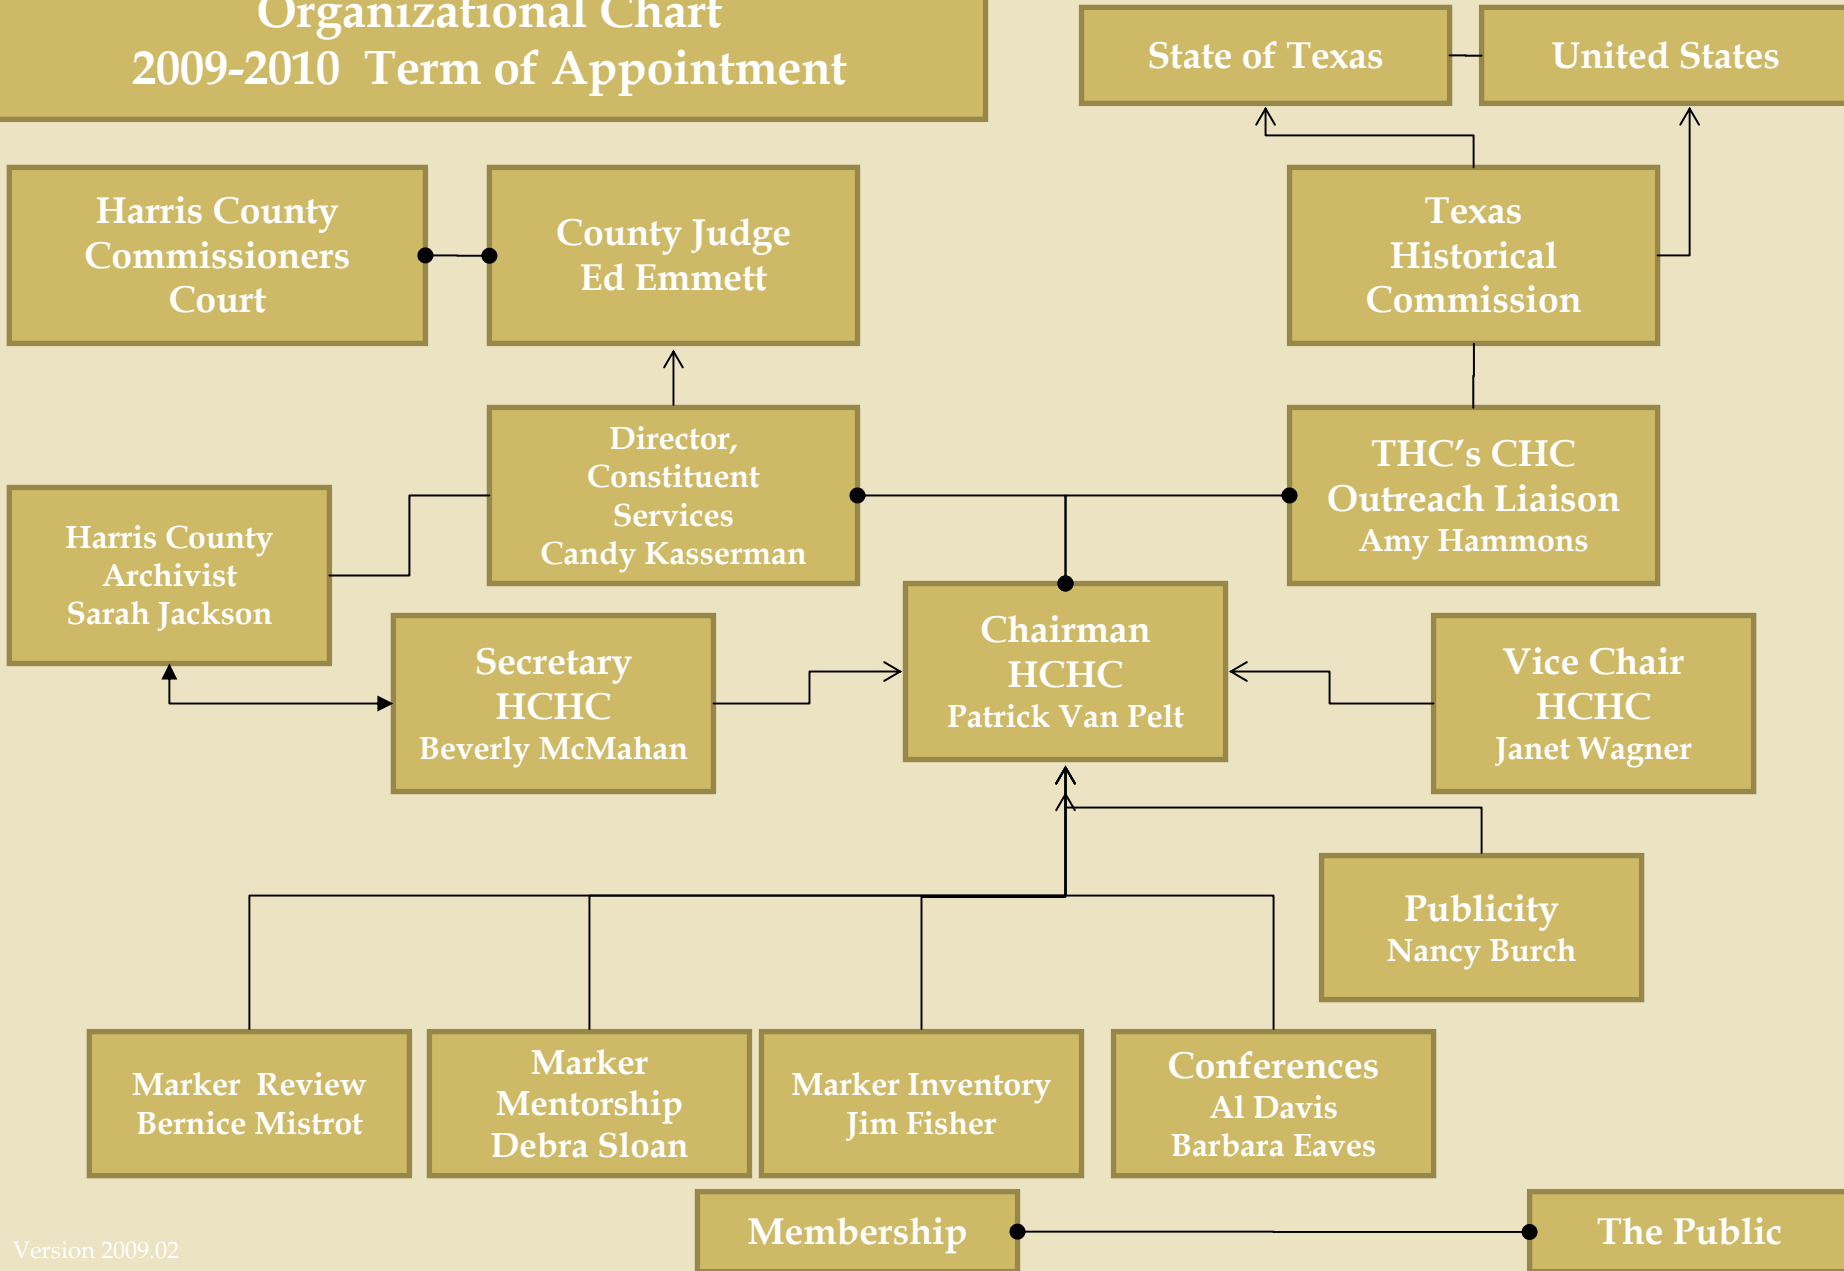 Organizational Chart
2009-2010 Term of Appointment
State of Texas
United States
Harris County
Commissioners
Court
County Judge
Ed Emmett
Texas
Historical
Commission
Director,
Constituent
Services
Candy Kasserman
THC’s CHC
Outreach Liaison
Amy Hammons
Harris County
Archivist
Sarah Jackson
Secretary
HCHC
Beverly McMahan
Chairman
HCHC
Patrick Van Pelt
Vice Chair
HCHC
Janet Wagner
Publicity
Nancy Burch
Marker Review
Bernice Mistrot
Marker
Mentorship
Debra Sloan
Marker Inventory
Jim Fisher
Conferences
Al Davis
Barbara Eaves
Membership
The Public
Version 2009.02